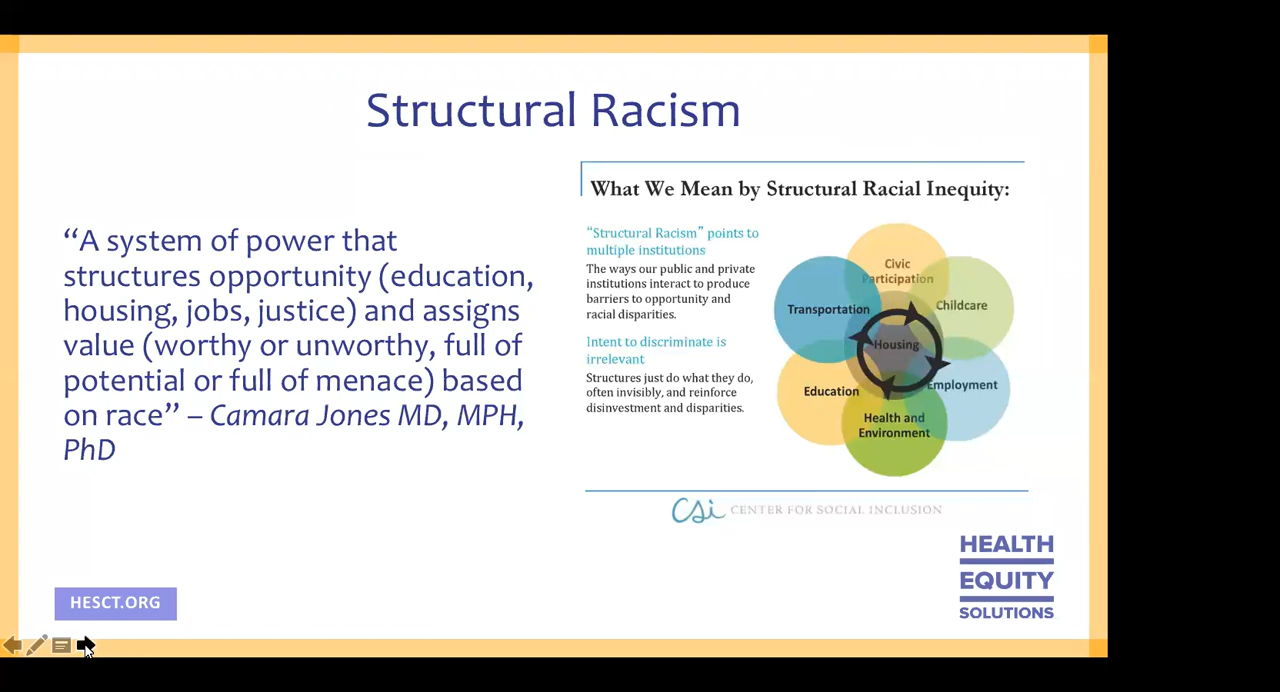 Structural Racism
“A system of power that
structures opportunity (education,
housing, jobs, justice) and assigns
value (worthy or unworthy, full of
potential or full of menace) based
on race” – Camara Jones MD, MPH,
PhD
What We Mean by Structural Racial Inequity:
“Structural Racism” points to
multiple institutions
The ways our public and private
institutions interact to produce
barriers to opportunity and
racial disparities.
Intent to discriminate is
irrelevant
Structures just do what they do,
often invisibly, and reinforce
disinvestment and disparities.
Civic
Participation
Transportation
Childcare
Housing
Education
Employment
Health and
Environment
csi CENTER FOR SOCIAL INCLUSION
HEALTH
EQUITY
SOLUTIONS
HESCT.ORG